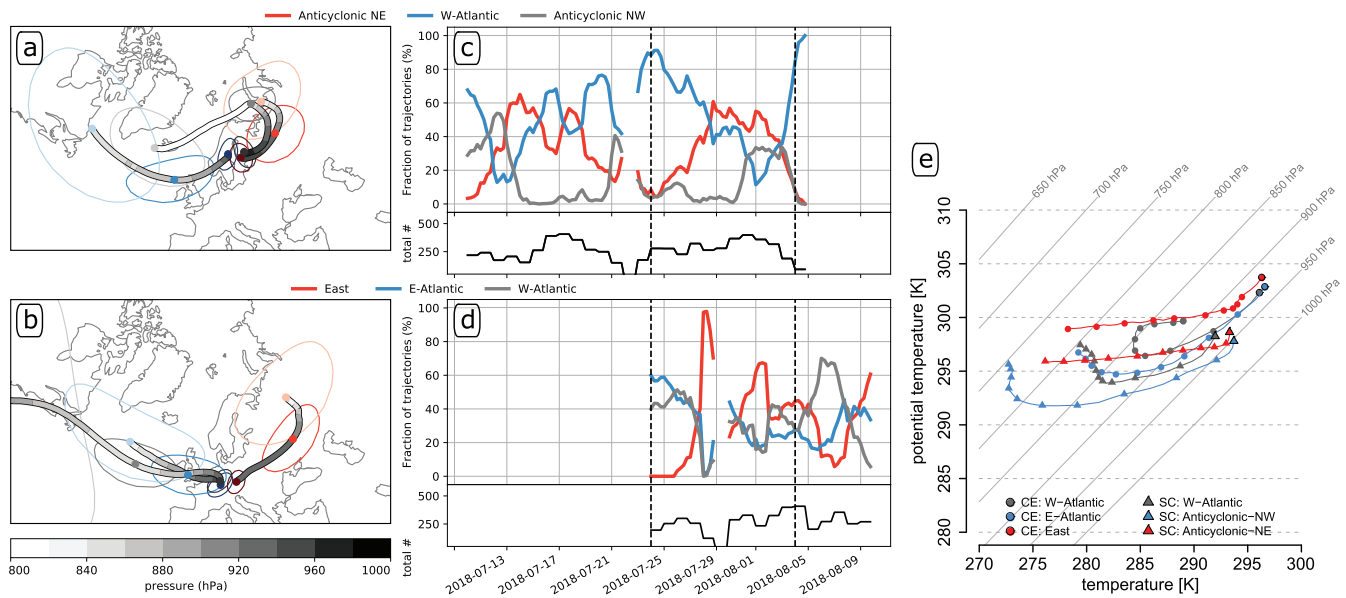 Anticyclonic NE W-Atlantic Anticyclonic NW
a
c
Fraction of trajectories (%)
100
80
60
40
20
0
total #
500
250
b
East E-Atlantic W-Atlantic
d
Fraction of trajectories (%)
100
80
60
40
20
0
total #
500
250
2018-07-13 2018-07-17 2018-07-21 2018-07-25 2018-07-29 2018-08-01 2018-08-05 2018-08-09
800 840 880 920 960 1000
pressure (hPa)
e
650 hPa
700 hPa
750 hPa
800 hPa
850 hPa
900 hPa
950 hPa
1000 hPa
potential temperature [K]
310
305
300
295
290
285
280
CE: W−Atlantic SC: W−Atlantic
CE: E−Atlantic SC: Anticyclonic−NW
CE: East SC: Anticyclonic−NE
270 275 280 285 290 295 300
temperature [K]